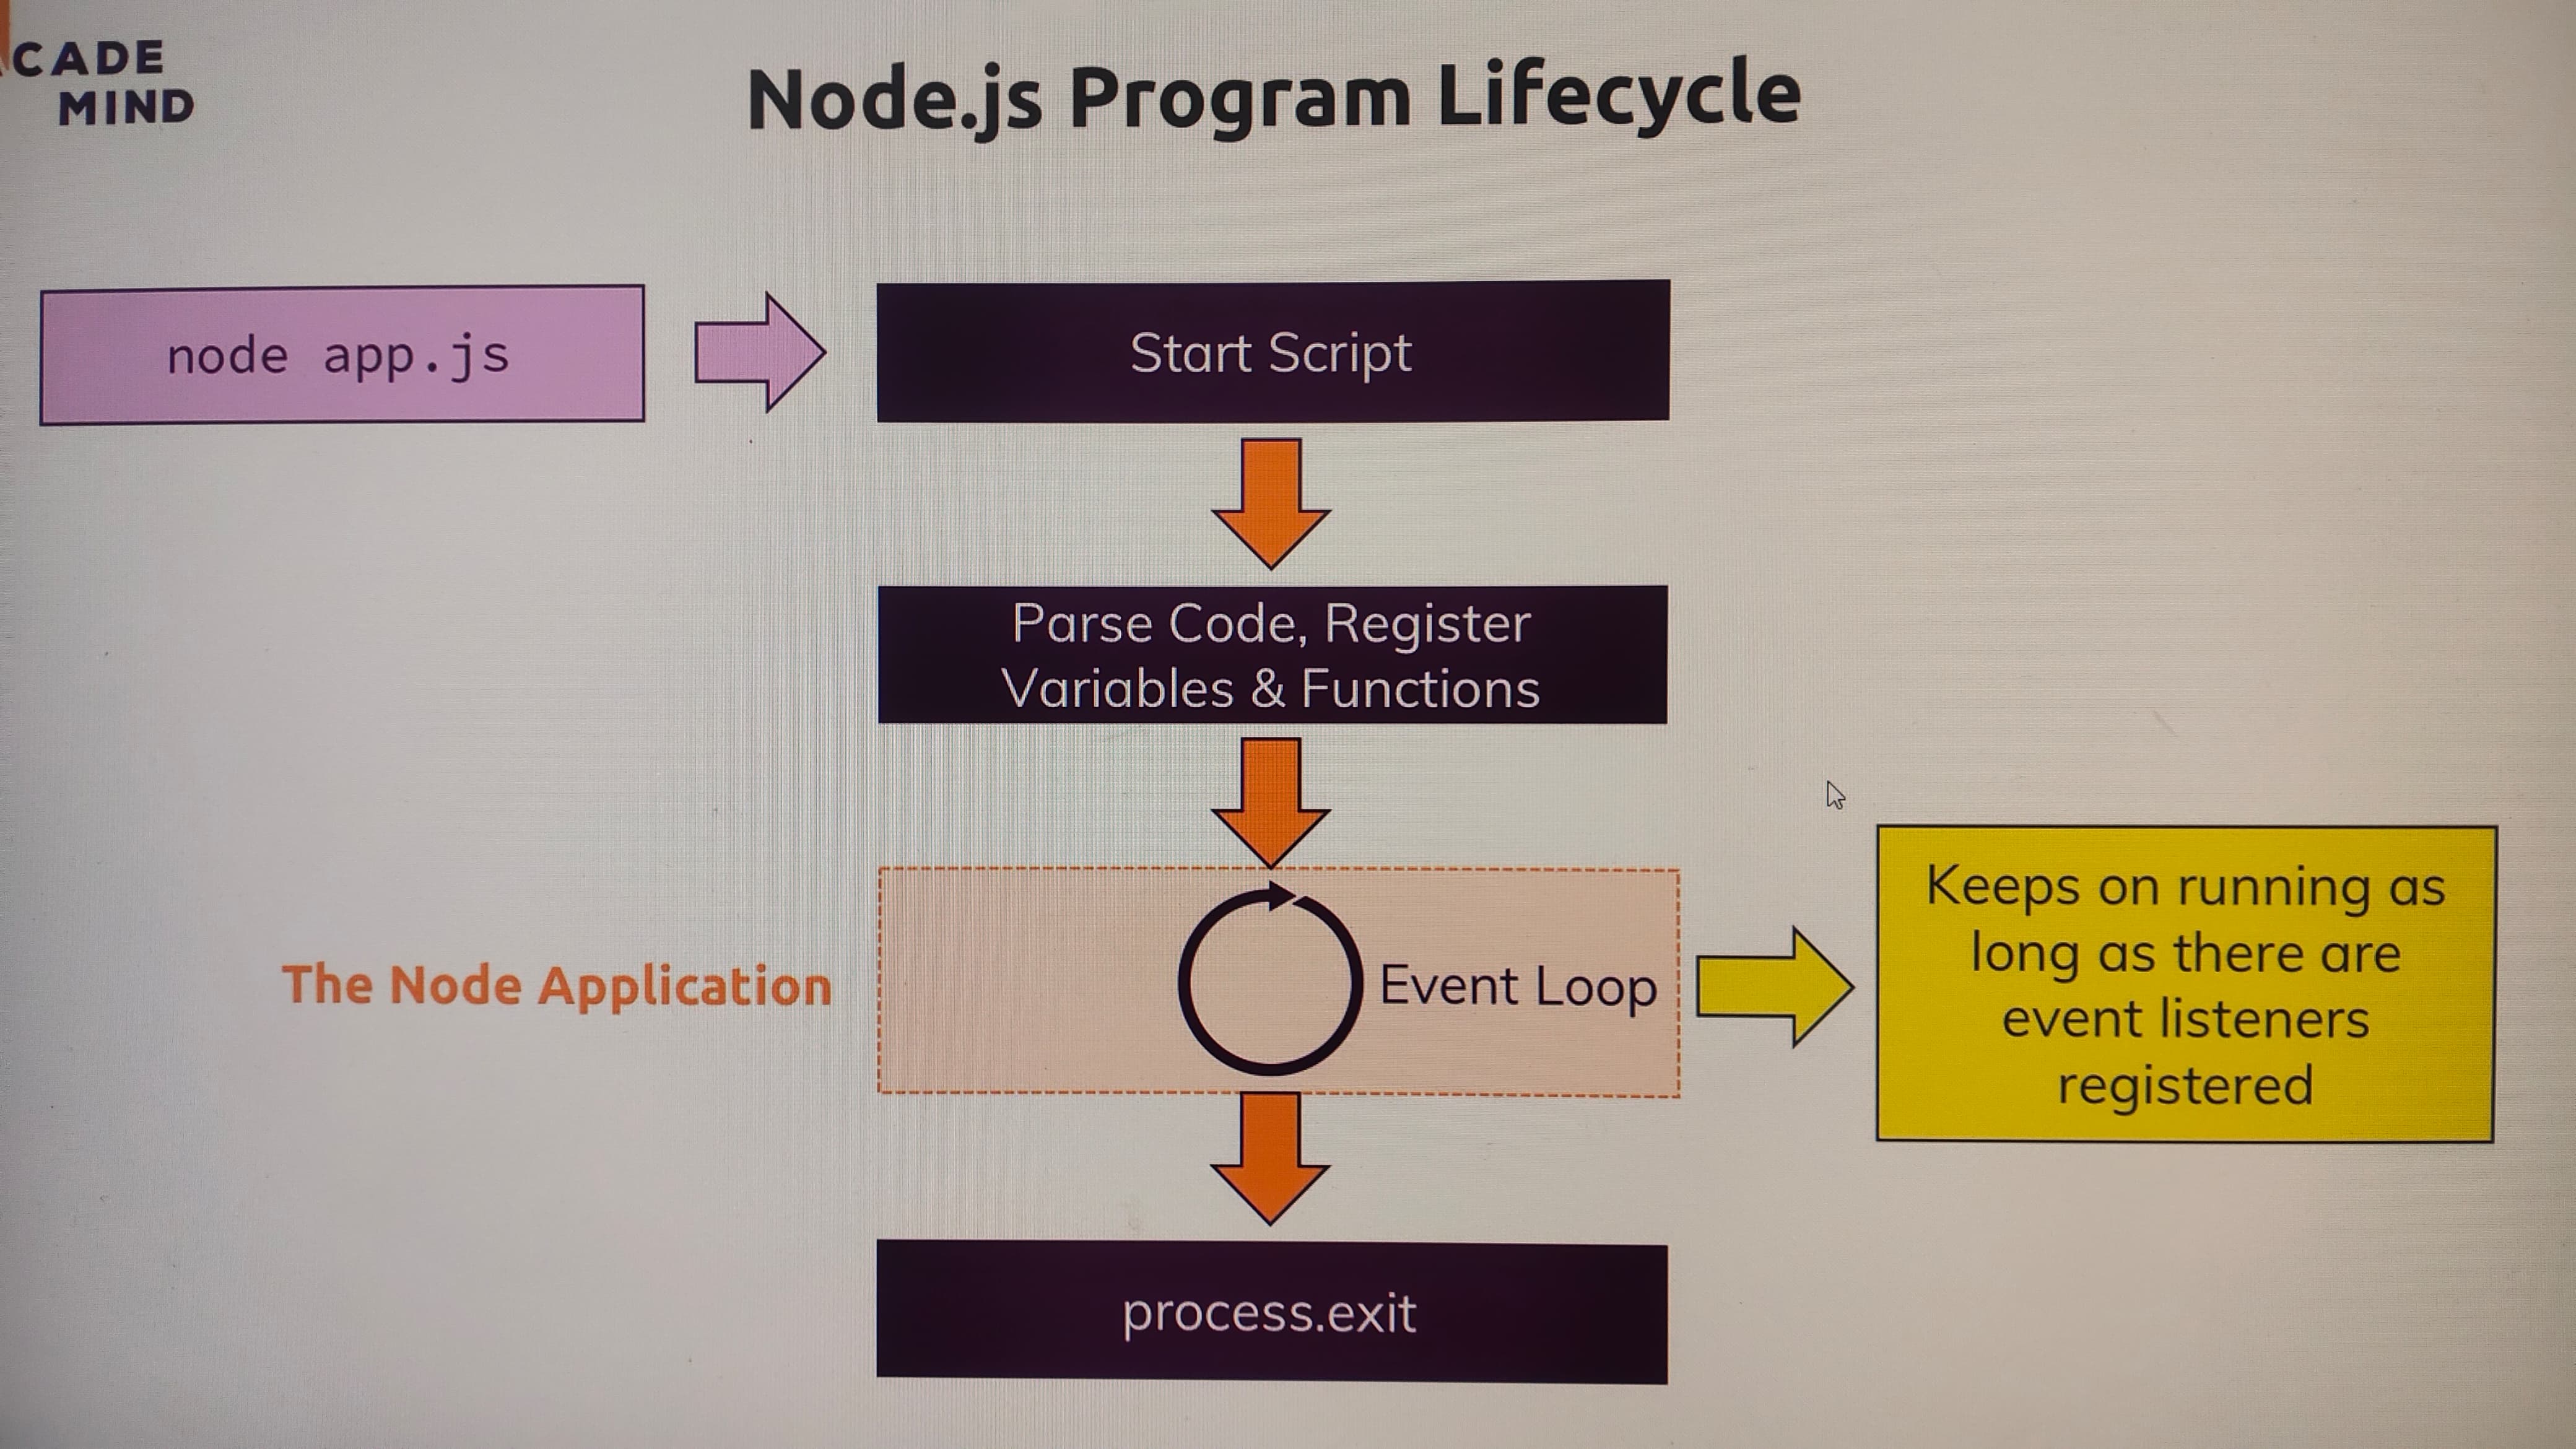 CADE
MIND
Node.js Program Lifecycle
node app.js
Start Script
Parse Code, Register
Variables & Functions
The Node Application
Event Loop
Keeps on running as
long as there are
event listeners
registered
process.exit